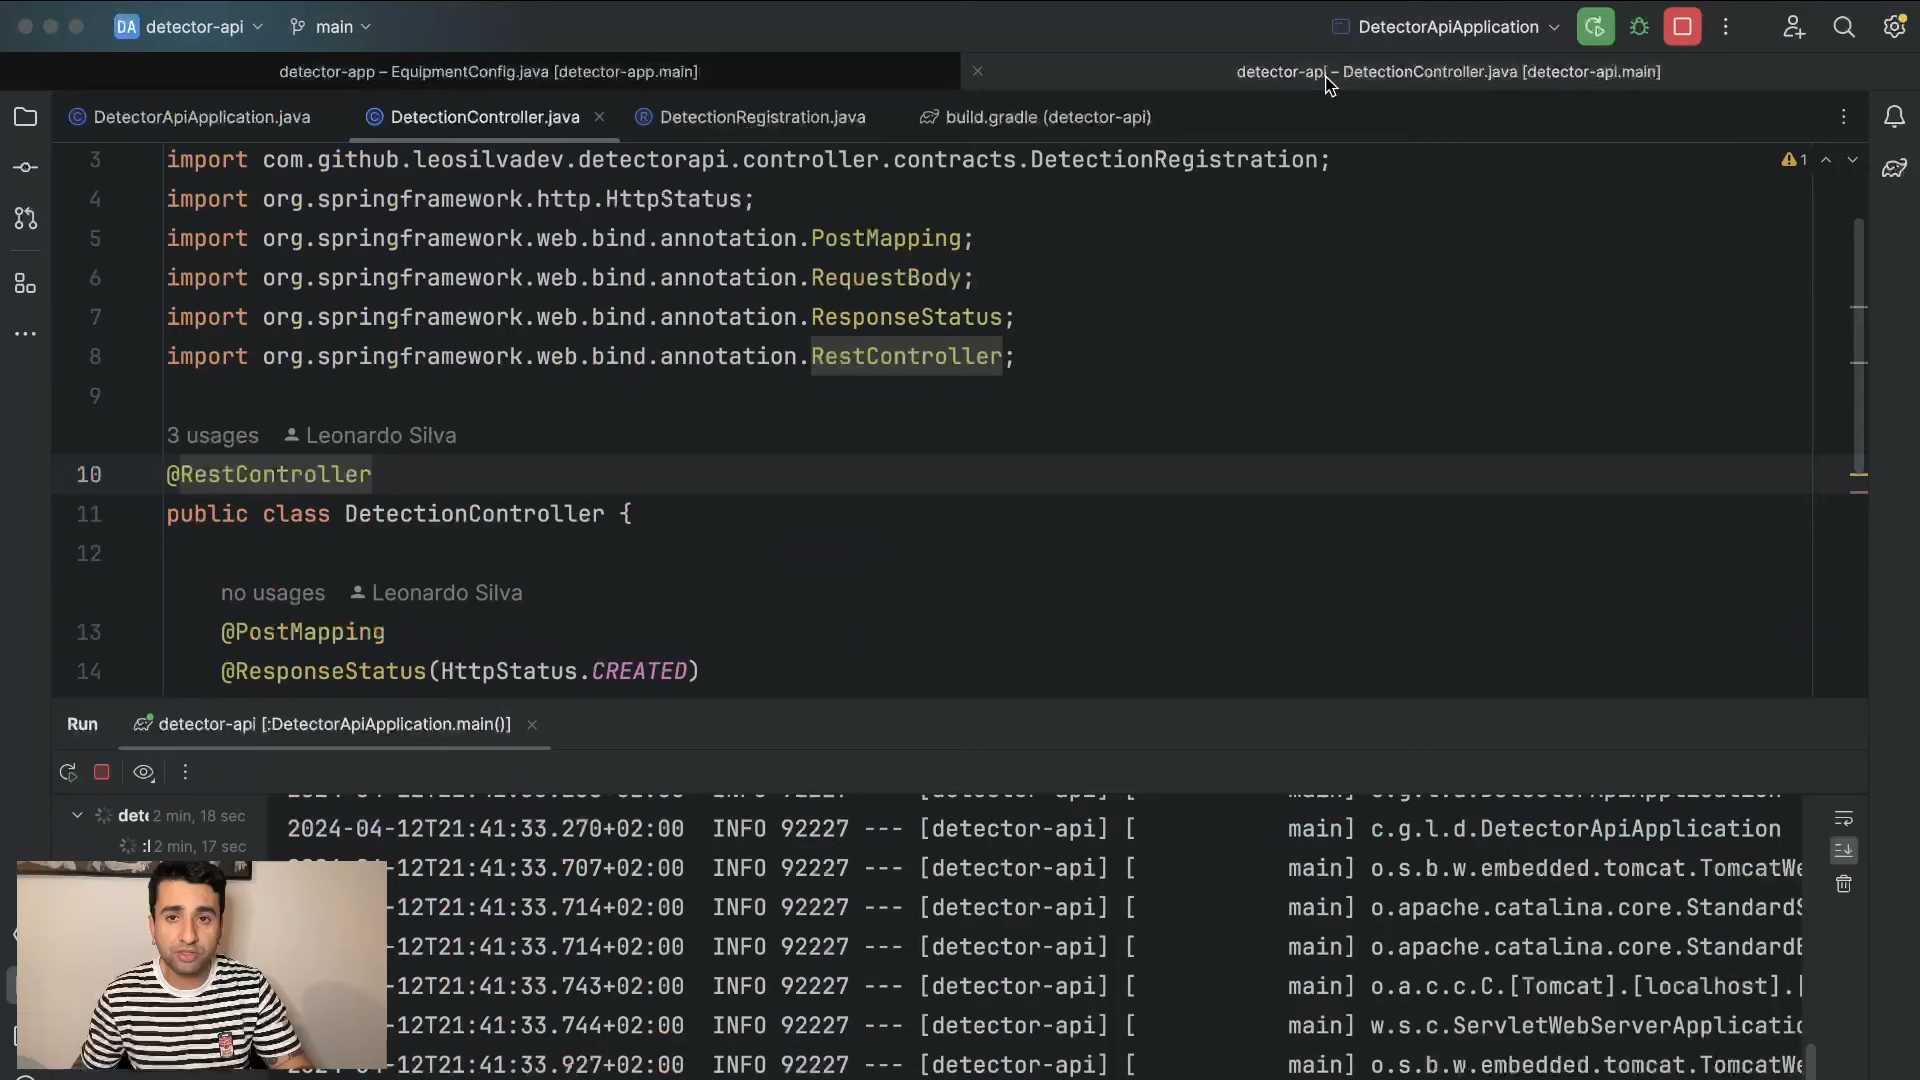 DA detector-api main DetectorApiApplication
detector-app – EquipmentConfig.java [detector-app.main] detector-api – DetectionController.java [detector-api.main]
DetectorApiApplication.java DetectionController.java DetectionRegistration.java build.gradle (detector-api)
3 import com.github.leosilvadev.detectorapi.controller.contracts.DetectionRegistration; 1
4 import org.springframework.http.HttpStatus;
5 import org.springframework.web.bind.annotation.PostMapping;
6 import org.springframework.web.bind.annotation.RequestBody;
7 import org.springframework.web.bind.annotation.ResponseStatus;
8 import org.springframework.web.bind.annotation.RestController;
9
3 usages Leonardo Silva
10 @RestController
11 public class DetectionController {
12
no usages Leonardo Silva
13 @PostMapping
14 @ResponseStatus(HttpStatus.CREATED)
Run detector-api [:DetectorApiApplication.main()]
2 min, 18 sec
2024-04-12T21:41:33.270+02:00 INFO 92227 --- [detector-api] [ main] c.g.l.d.DetectorApiApplication
2 min, 17 sec
-12T21:41:33.707+02:00 INFO 92227 --- [detector-api] [ main] o.s.b.w.embedded.tomcat.TomcatWe
-12T21:41:33.714+02:00 INFO 92227 --- [detector-api] [ main] o.apache.catalina.core.StandardS
-12T21:41:33.714+02:00 INFO 92227 --- [detector-api] [ main] o.apache.catalina.core.StandardE
-12T21:41:33.743+02:00 INFO 92227 --- [detector-api] [ main] o.a.c.c.C.[Tomcat].[localhost].[
-12T21:41:33.744+02:00 INFO 92227 --- [detector-api] [ main] w.s.c.ServletWebServerApplicatio
-12T21:41:33.927+02:00 INFO 92227 --- [detector-api] [ main] o.s.b.w.embedded.tomcat.TomcatWe